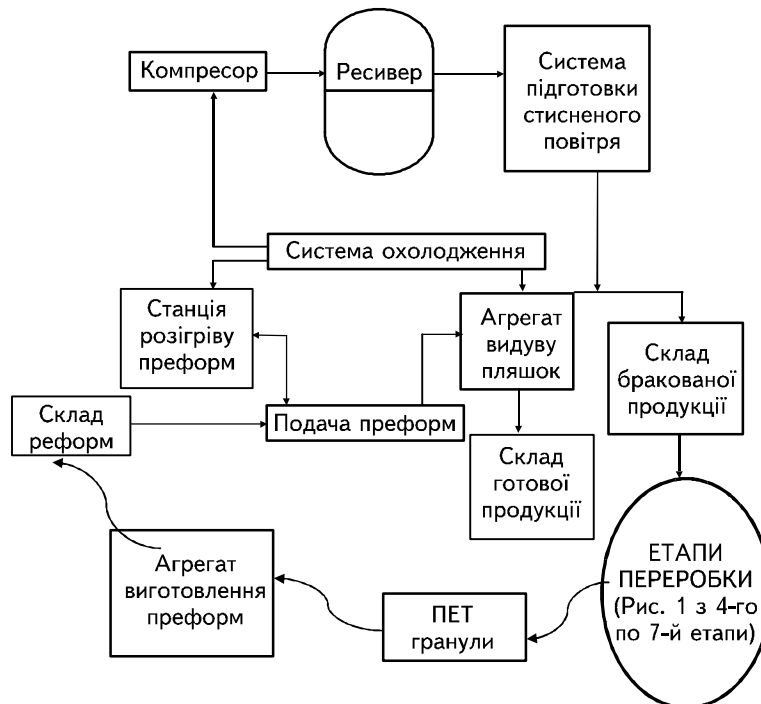 Компресор
Ресивер
Система
підготовки
стисненого
повітря
Система охолодження
Станція
розігріву
преформ
Агрегат
видуву
пляшок
Склад
бракованої
продукції
Склад
реформ
Подача преформ
Склад
готової
продукції
Агрегат
виготовлення
преформ
ПЕТ
гранули
ЕТАПИ
ПЕРЕРОБКИ
(Рис. 1 з 4-го
по 7-й етапи)